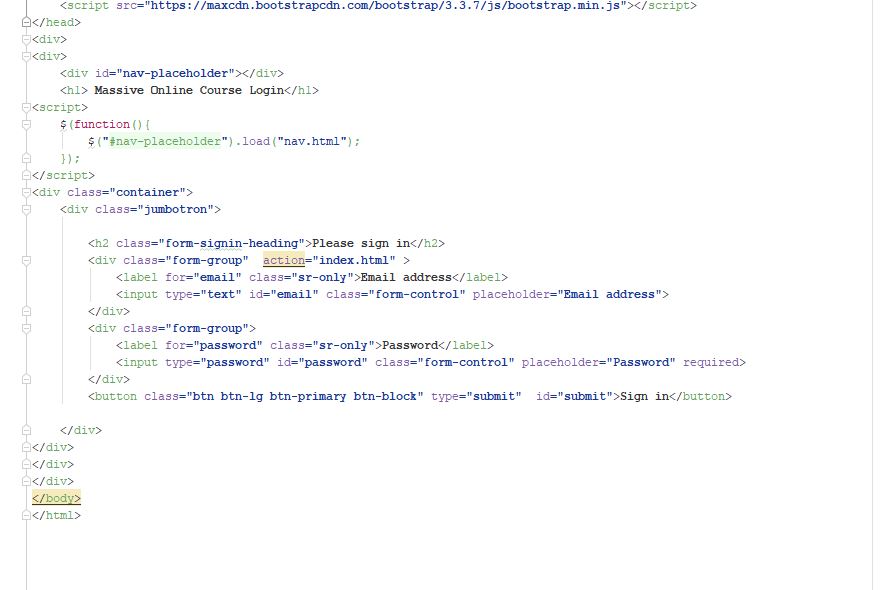 <script src="https://maxcdn.bootstrapcdn.com/bootstrap/3.3.7/js/bootstrap.min.js"></script>
</head>
<div>
<div>
    <div id="nav-placeholder"></div>
    <h1> Massive Online Course Login</h1>
<script>
    $(function(){
        $("#nav-placeholder").load("nav.html");
    });
</script>
<div class="container">
    <div class="jumbotron">
        <h2 class="form-signin-heading">Please sign in</h2>
        <div class="form-group"  action="index.html" >
            <label for="email" class="sr-only">Email address</label>
            <input type="text" id="email" class="form-control" placeholder="Email address">
        </div>
        <div class="form-group">
            <label for="password" class="sr-only">Password</label>
            <input type="password" id="password" class="form-control" placeholder="Password" required>
        </div>
        <button class="btn btn-lg btn-primary btn-block" type="submit"  id="submit">Sign in</button>
    </div>
</div>
</div>
</div>
</body>
</html>